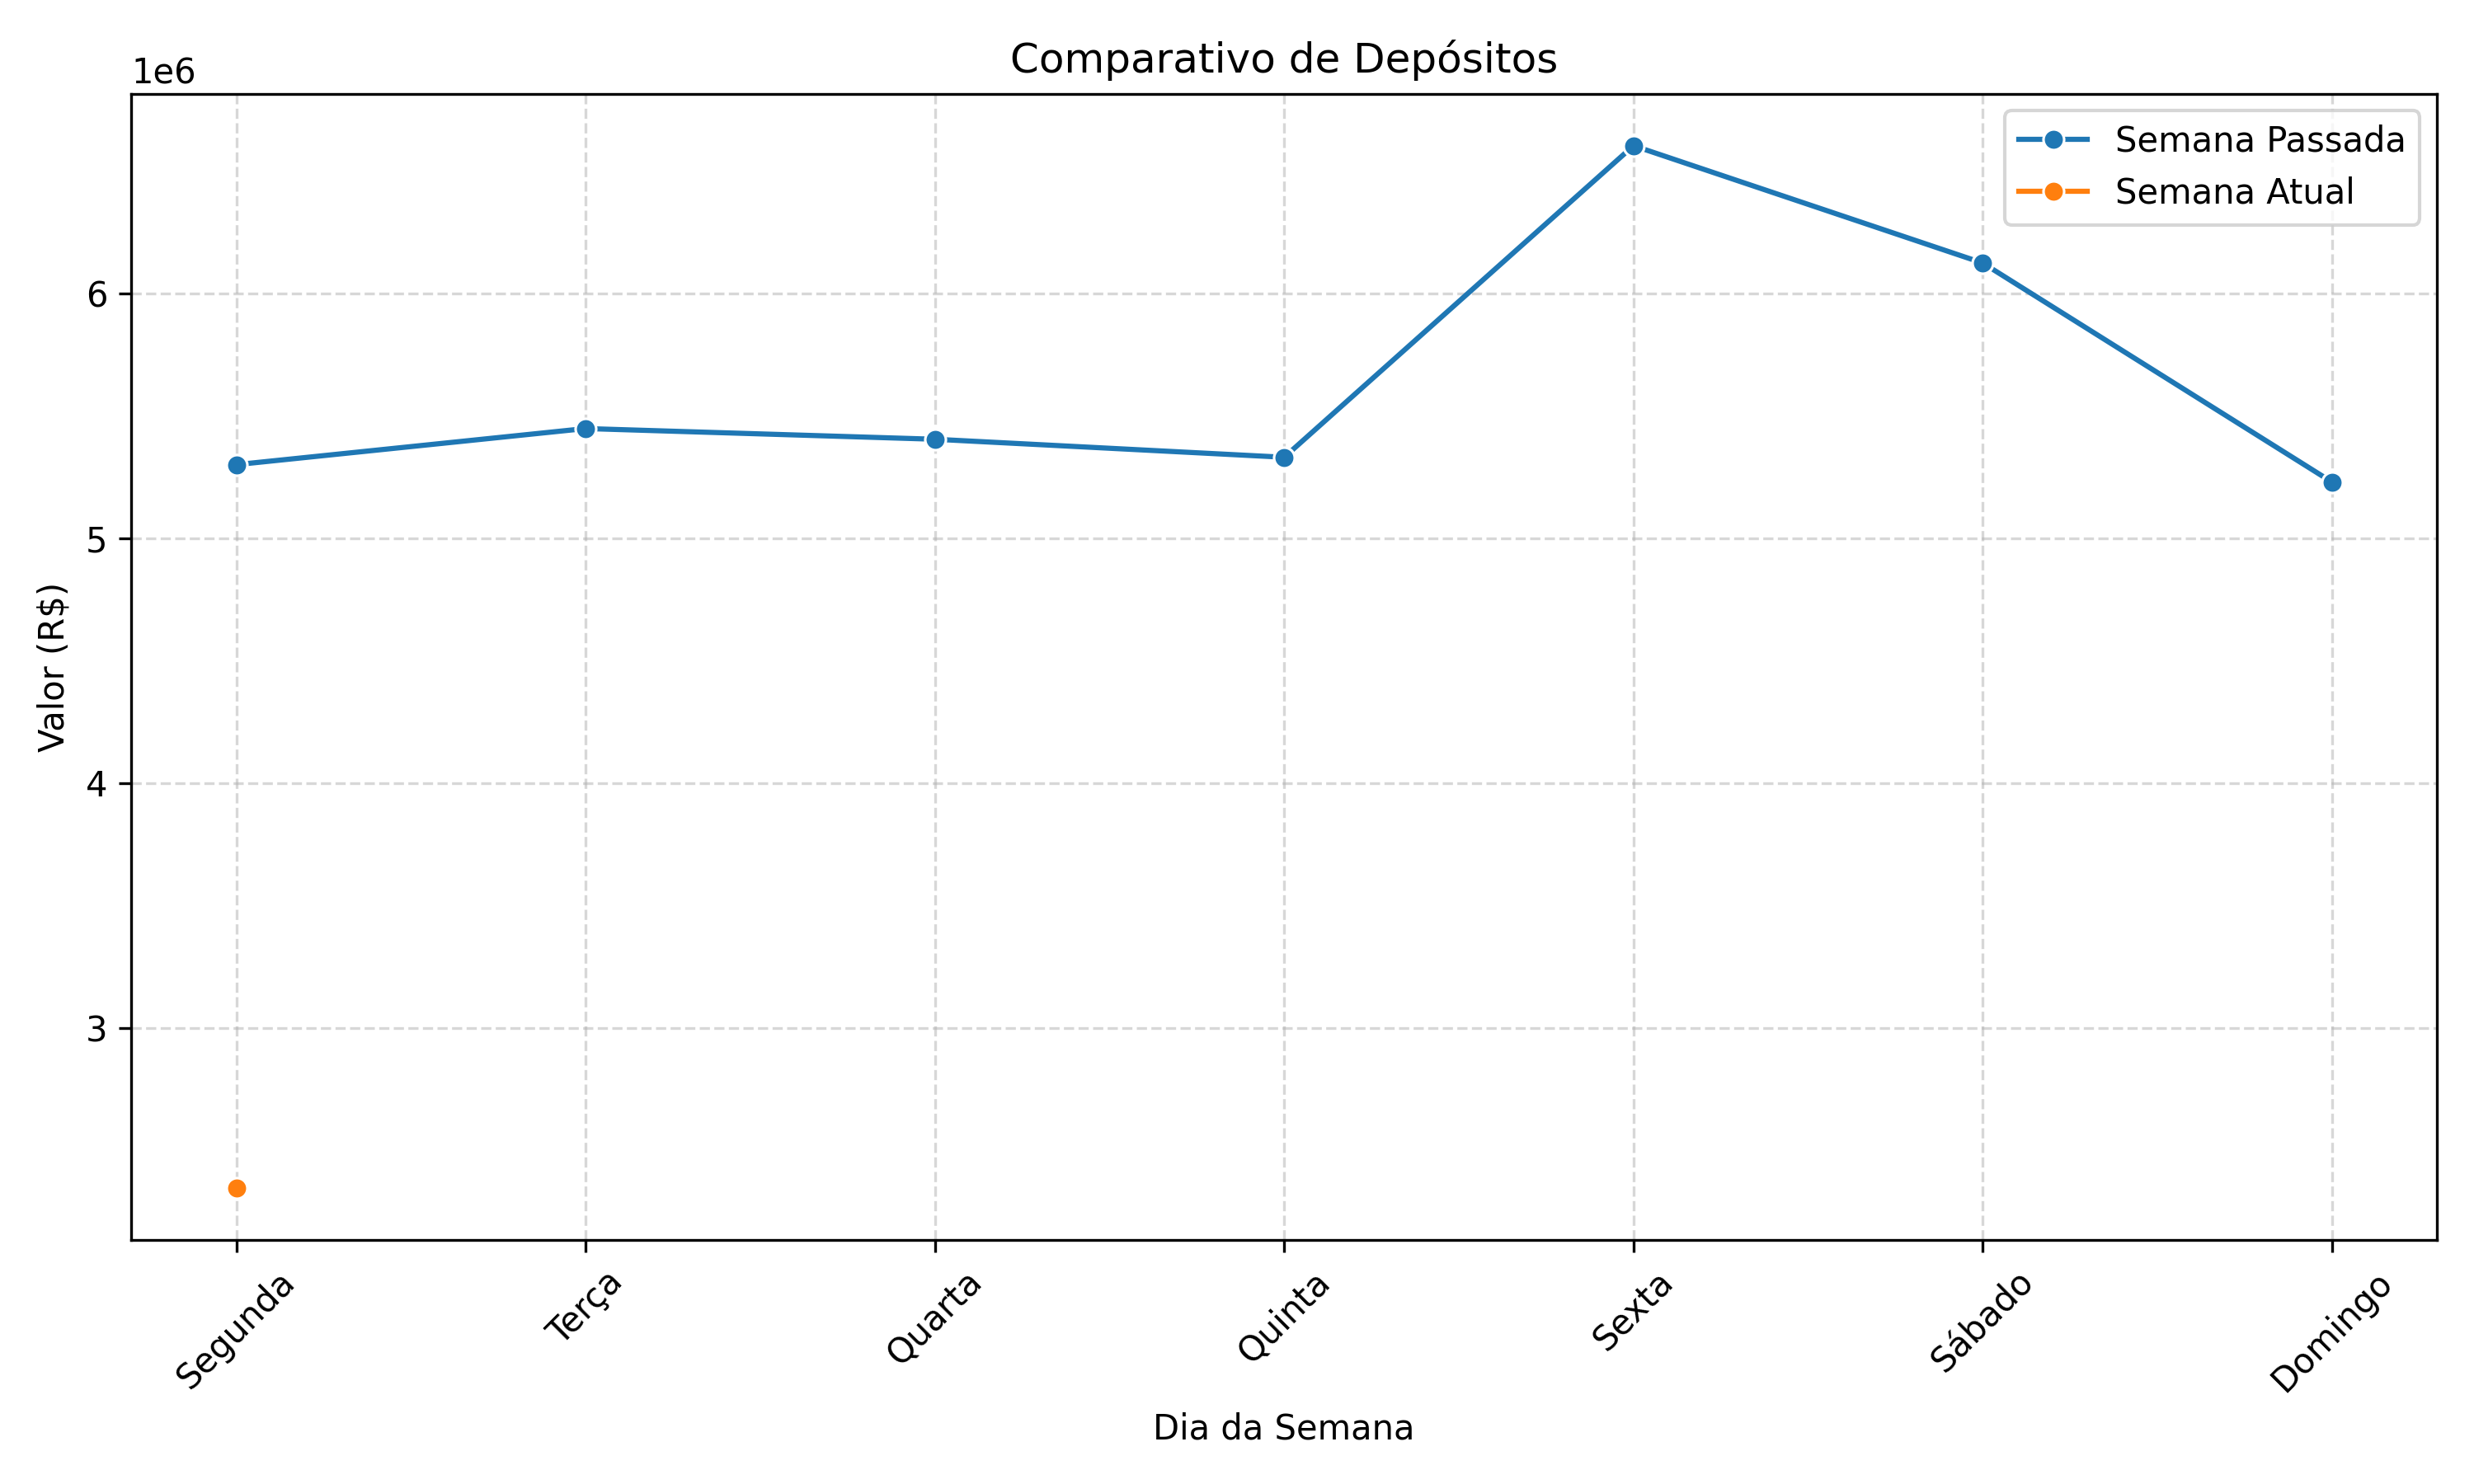 Comparativo de Depósitos
1e6
Semana Passada
Semana Atual
6
5
4
3
Valor (R$)
Segunda
Terça
Quarta
Quinta
Sexta
Sábado
Domingo
Dia da Semana